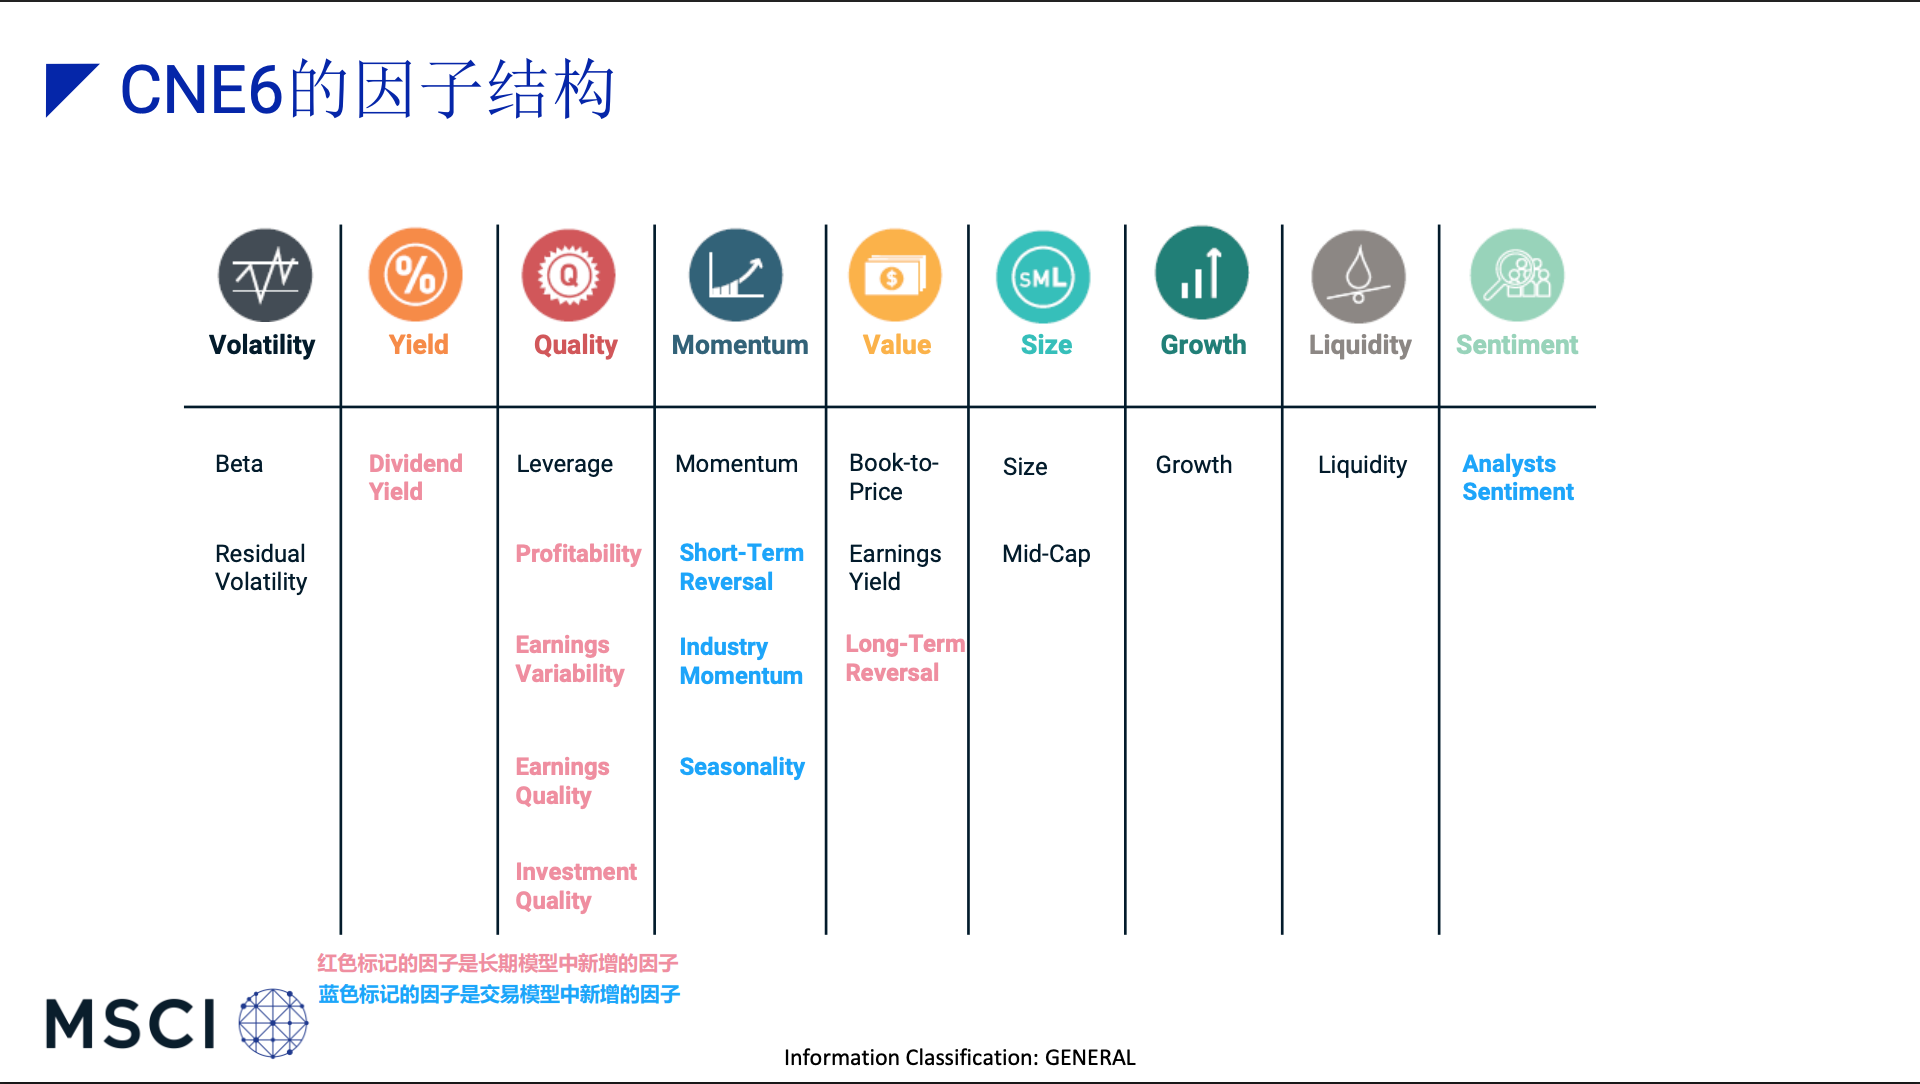 CNE6的因子结构
Volatility
Yield
Quality
Momentum
Value
Size
Growth
Liquidity
Sentiment
%
Q
$
SML
Beta
Residual
Volatility
Dividend
Yield
Leverage
Profitability
Earnings
Variability
Earnings
Quality
Investment
Quality
Momentum
Short-Term
Reversal
Industry
Momentum
Seasonality
Book-to-
Price
Earnings
Yield
Long-Term
Reversal
Size
Mid-Cap
Growth
Liquidity
Analysts
Sentiment
红色标记的因子是长期模型中新增的因子
蓝色标记的因子是交易模型中新增的因子
MSCI
Information Classification: GENERAL